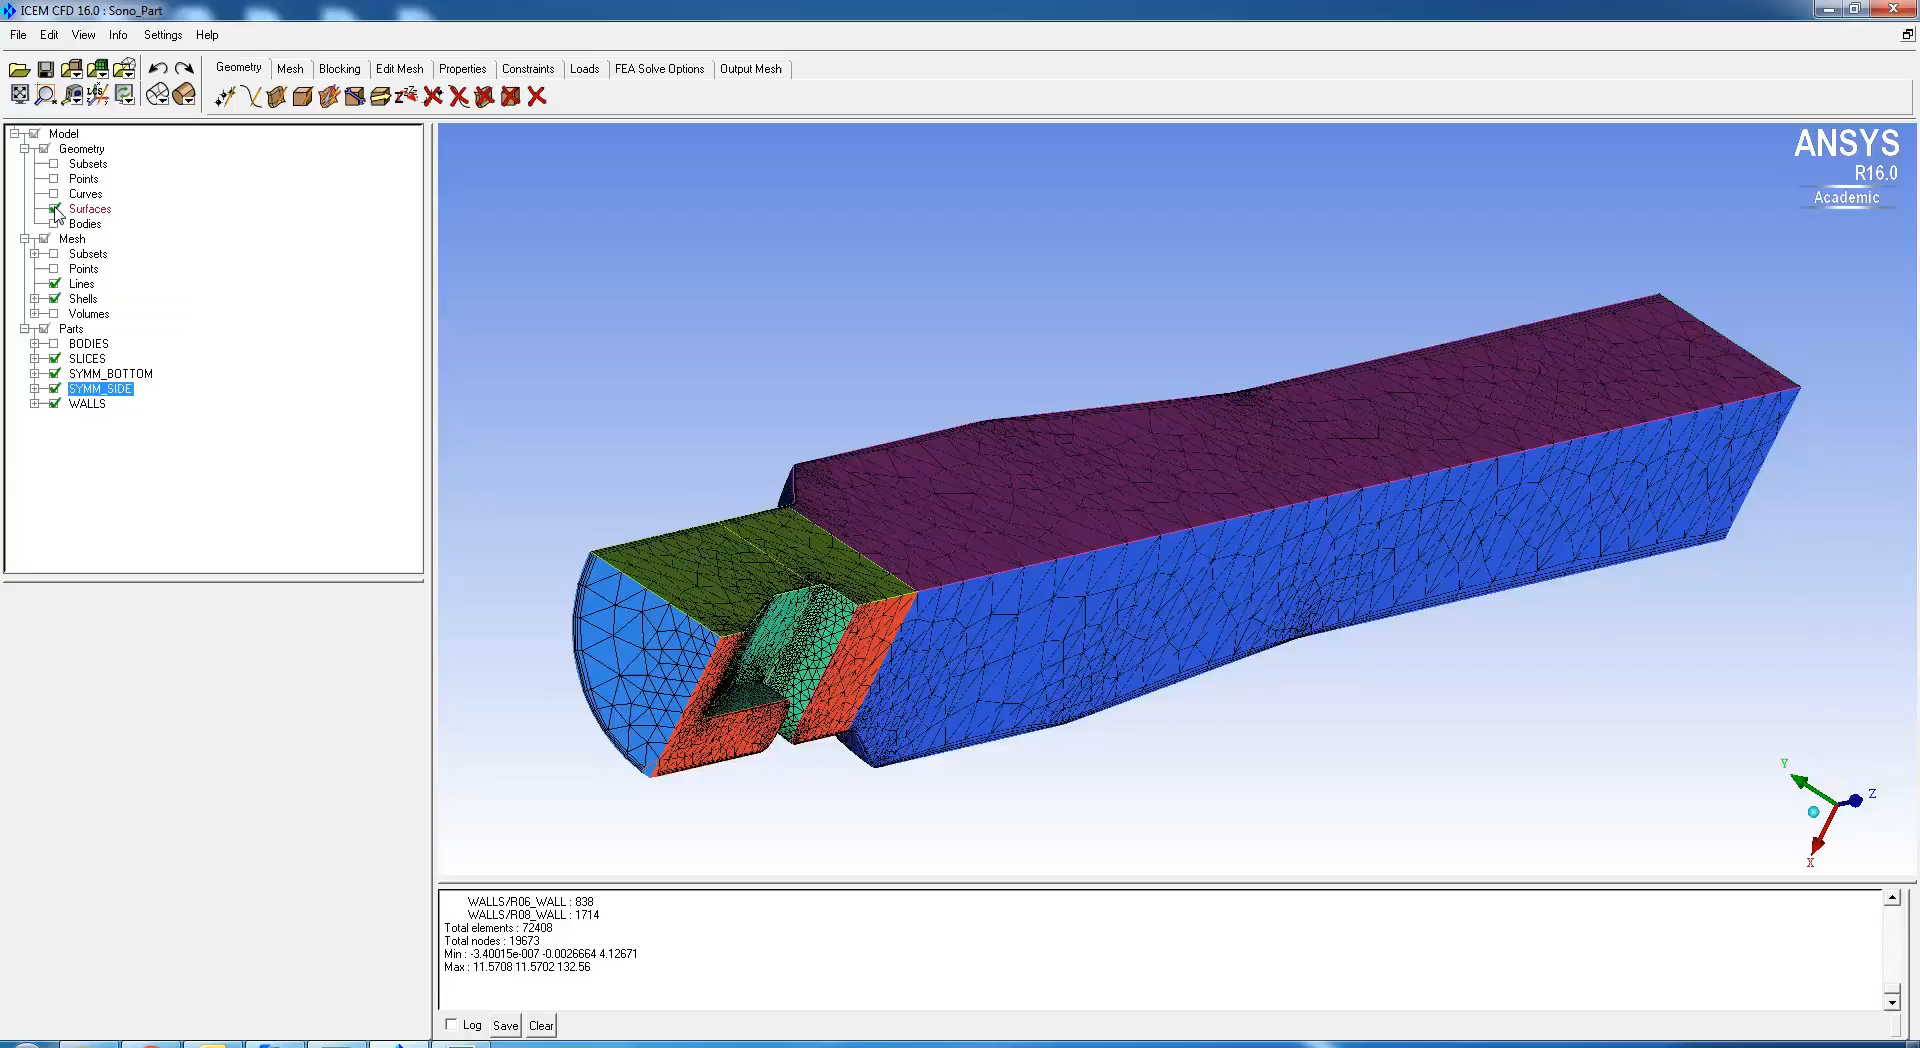 ICEM CFD 16.0 : Sono_Part
File Edit View Info Settings Help
Geometry Mesh Blocking Edit Mesh Properties Constraints Loads FEA Solve Options Output Mesh
LCS
Model
Geometry
Subsets
Points
Curves
Surfaces
Bodies
Mesh
Subsets
Points
Lines
Shells
Volumes
Parts
BODIES
SLICES
SYMM_BOTTOM
SYMM_SIDE
WALLS
ANSYS
R16.0
Academic
Y
Z
X
WALLS/R06_WALL : 838
WALLS/R08_WALL : 1714
Total elements : 72408
Total nodes : 19673
Min : -3.40015e-007 -0.0026664 4.12671
Max : 11.5708 11.5702 132.56
Log Save Clear